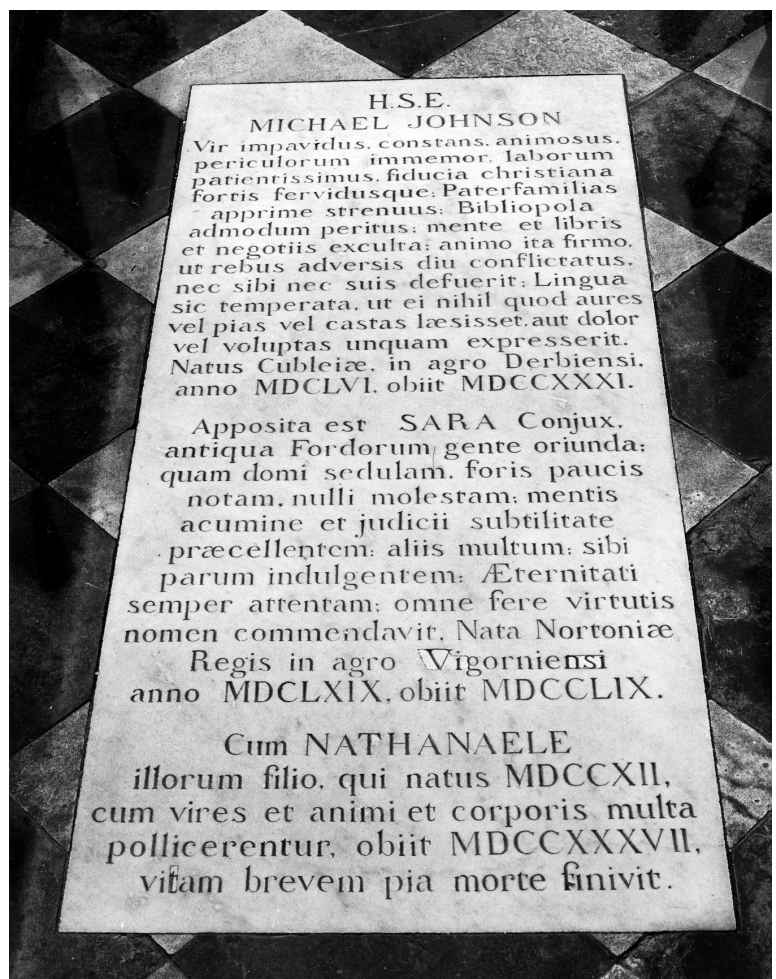 H.S.E.
MICHAEL JOHNSON
Vir impavidus, constans, animosus,
periculorum immemor, laborum
patientissimus, fiducia christiana
fortis fervidusque; Paterfamilias
apprime strenuus; Bibliopola
admodum peritus; mente et libris
et negotiis exculta; animo ita firmo,
ut rebus adversis diu conflictatus,
nec sibi nec suis defuerit; Lingua
sic temperata, ut ei nihil quod aures
vel pias vel castas læsisset, aut dolor
vel voluptas unquam expresserit.
Natus Cubleiæ, in agro Derbiensi,
anno MDCLVI, obiit MDCCXXXI.
Apposita est SARA Conjux,
antiqua Fordorum gente oriunda;
quam domi sedulam, foris paucis
notam, nulli molestam; mentis
acumine et judicii subtilitate
præcellentem; aliis multum; sibi
parum indulgentem; Æternitati
semper attentam; omne fere virtutis
nomen commendavit. Nata Nortoniæ
Regis in agro Vigorniensi
anno MDCLXIX, obiit MDCCLIX.
Cum NATHANAELE
illorum filio, qui natus MDCCXII,
cum vires et animi et corporis multa
pollicerentur, obiit MDCCXXXVII,
vitam brevem pia morte finivit.